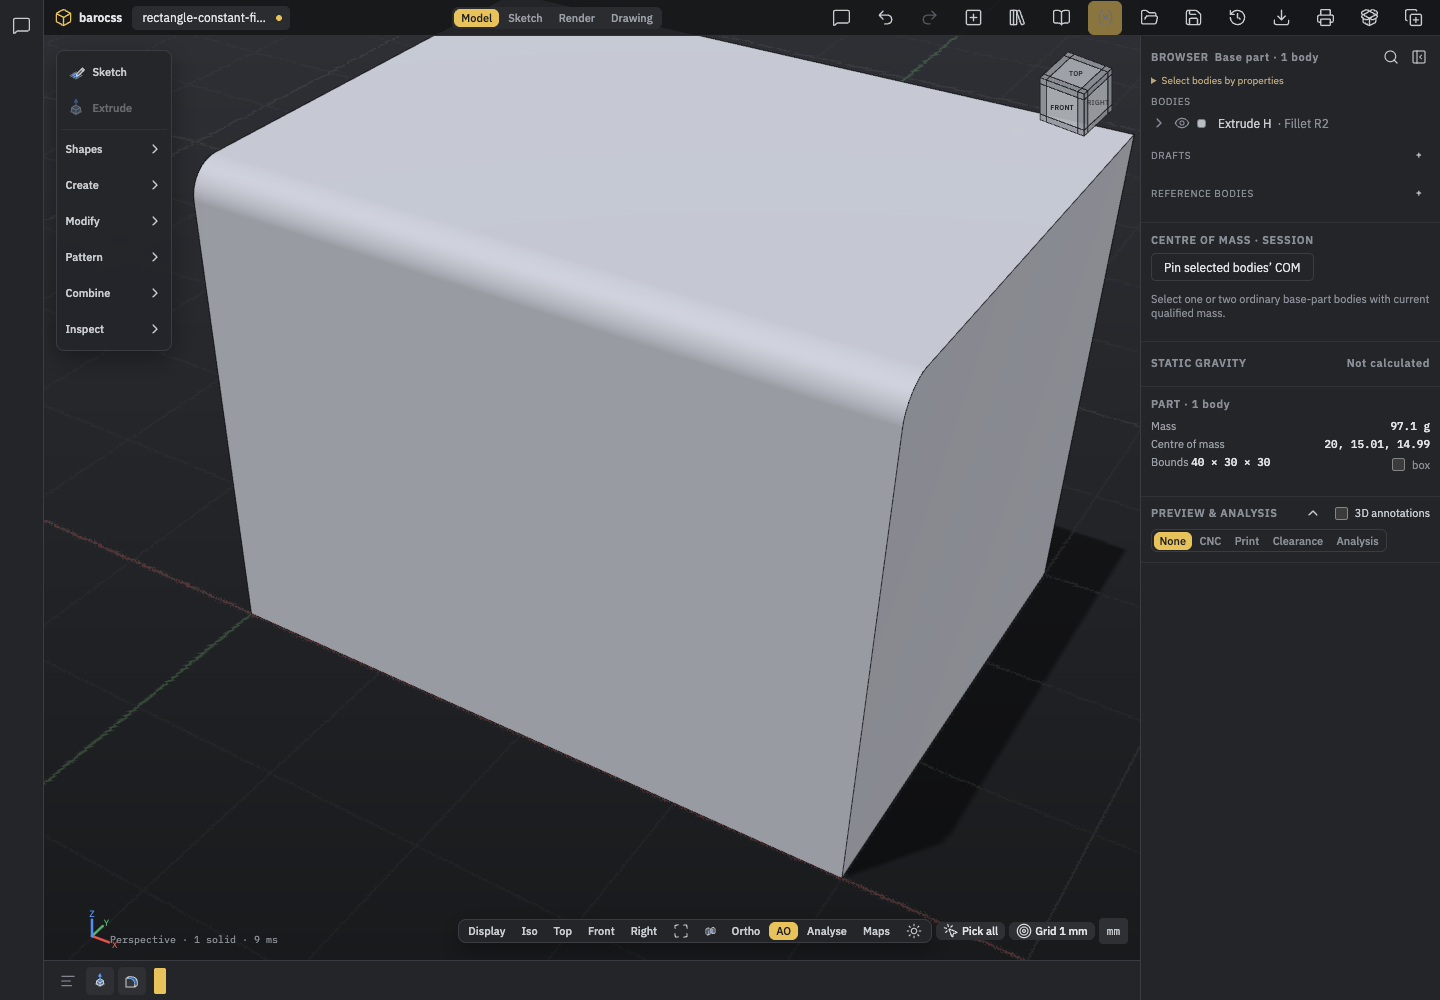 barocss
rectangle-constant-fi...
Model
Sketch
Render
Drawing
Sketch
Extrude
Shapes
Create
Modify
Pattern
Combine
Inspect
TOP
FRONT
RIGHT
BROWSER Base part · 1 body
Select bodies by properties
BODIES
Extrude H · Fillet R2
DRAFTS
REFERENCE BODIES
CENTRE OF MASS · SESSION
Pin selected bodies’ COM
Select one or two ordinary base-part bodies with current
qualified mass.
STATIC GRAVITY Not calculated
PART · 1 body
Mass 97.1 g
Centre of mass 20, 15.01, 14.99
Bounds 40 × 30 × 30 box
PREVIEW & ANALYSIS 3D annotations
None CNC Print Clearance Analysis
Z
Y
X
Perspective · 1 solid · 9 ms
Display Iso Top Front Right Ortho AO Analyse Maps Pick all Grid 1 mm mm